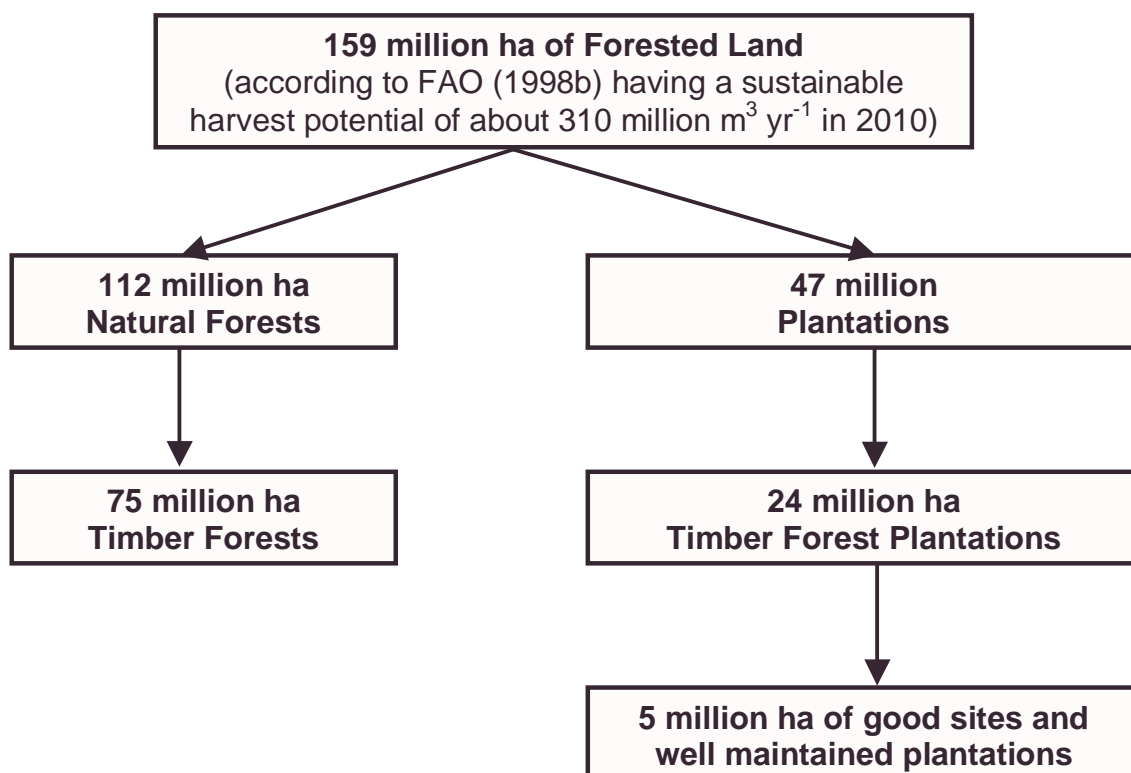 159 million ha of Forested Land
(according to FAO (1998b) having a sustainable
harvest potential of about 310 million m³ yr⁻¹ in 2010)
112 million ha
Natural Forests
47 million
Plantations
75 million ha
Timber Forests
24 million ha
Timber Forest Plantations
5 million ha of good sites and
well maintained plantations